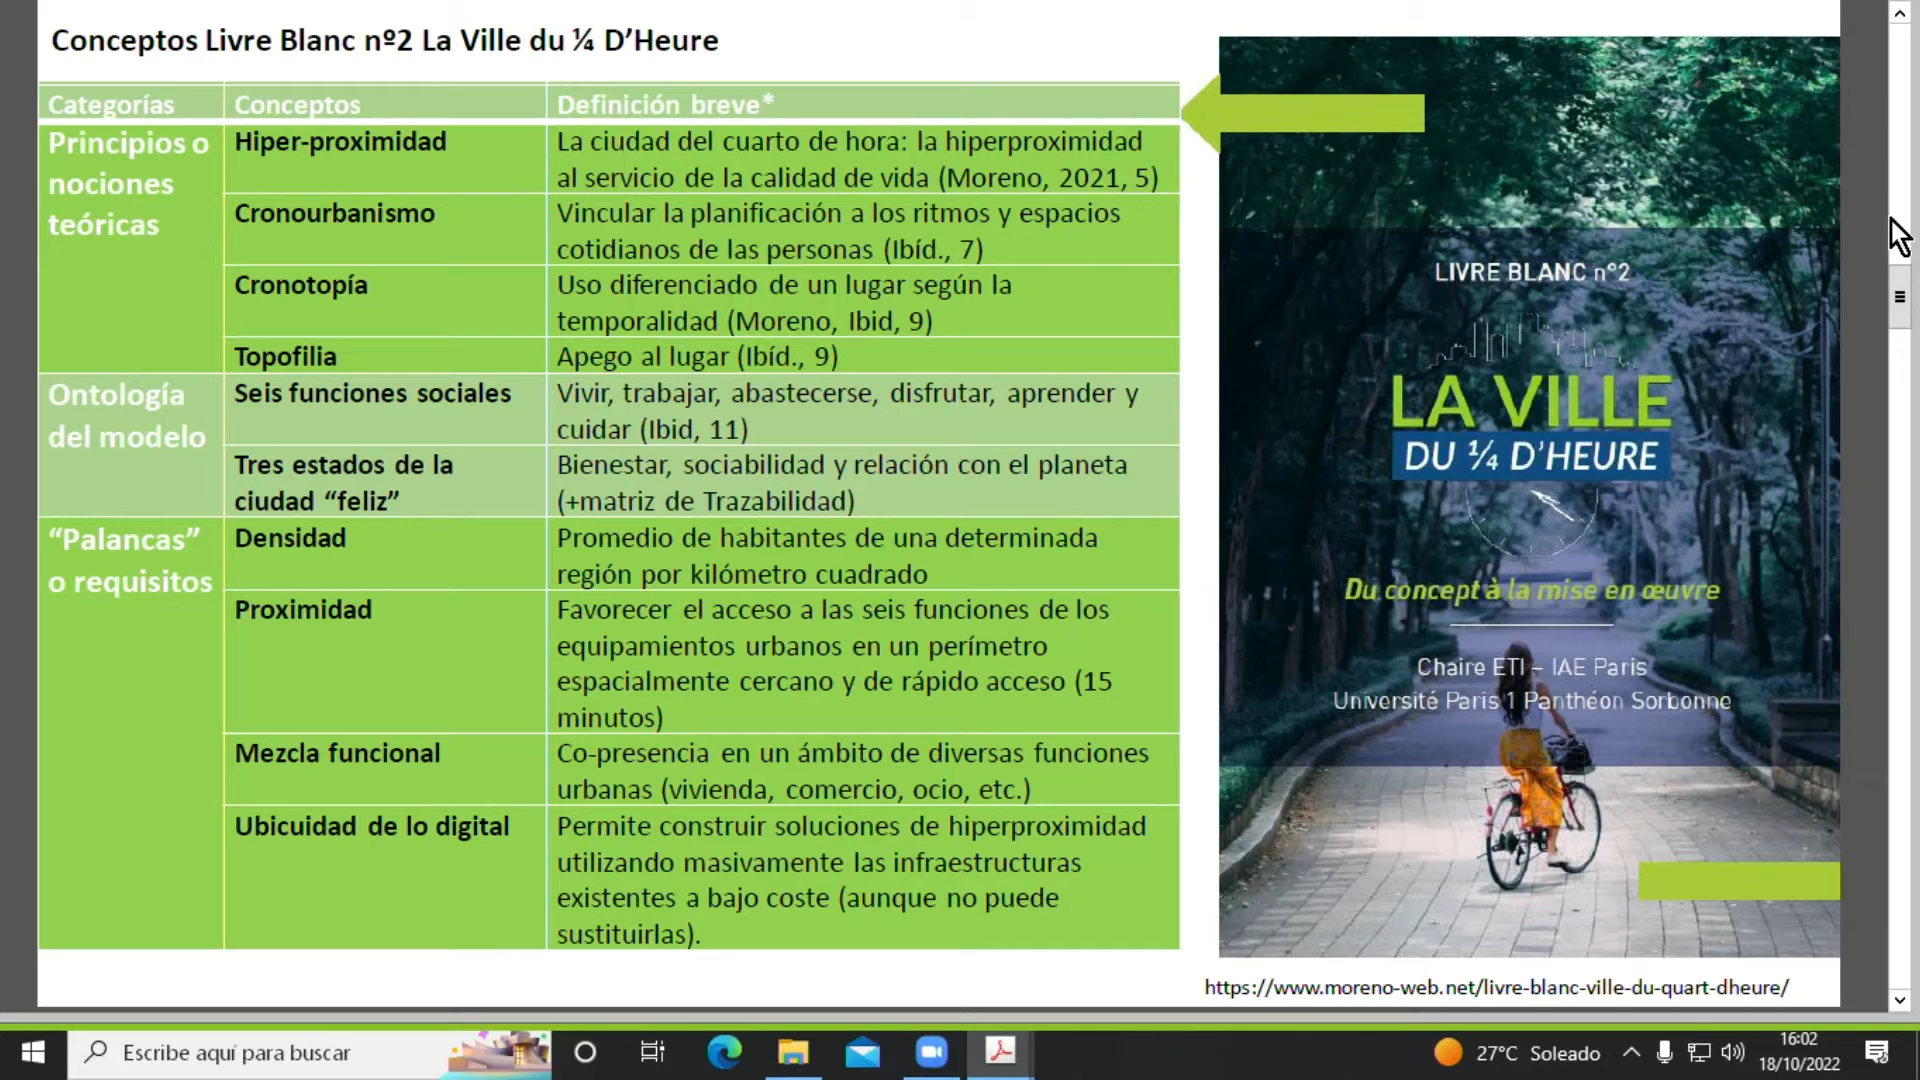 Conceptos Livre Blanc nº2 La Ville du ¼ D’Heure
Categorías Conceptos Definición breve*
Principios o
nociones
teóricas
Hiper-proximidad
La ciudad del cuarto de hora: la hiperproximidad
al servicio de la calidad de vida (Moreno, 2021, 5)
Cronourbanismo
Vincular la planificación a los ritmos y espacios
cotidianos de las personas (Ibíd., 7)
Cronotopía
Uso diferenciado de un lugar según la
temporalidad (Moreno, Ibid, 9)
Topofilia
Apego al lugar (Ibíd., 9)
Ontología
del modelo
Seis funciones sociales
Vivir, trabajar, abastecerse, disfrutar, aprender y
cuidar (Ibid, 11)
Tres estados de la
ciudad “feliz”
Bienestar, sociabilidad y relación con el planeta
(+matriz de Trazabilidad)
“Palancas”
o requisitos
Densidad
Promedio de habitantes de una determinada
región por kilómetro cuadrado
Proximidad
Favorecer el acceso a las seis funciones de los
equipamientos urbanos en un perímetro
espacialmente cercano y de rápido acceso (15
minutos)
Mezcla funcional
Co-presencia en un ámbito de diversas funciones
urbanas (vivienda, comercio, ocio, etc.)
Ubicuidad de lo digital
Permite construir soluciones de hiperproximidad
utilizando masivamente las infraestructuras
existentes a bajo coste (aunque no puede
sustituirlas).
LIVRE BLANC n°2
LA VILLE
DU ¼ D’HEURE
Du concept à la mise en œuvre
Chaire ETI – IAE Paris
Université Paris 1 Panthéon Sorbonne
https://www.moreno-web.net/livre-blanc-ville-du-quart-dheure/
Escribe aquí para buscar
27°C Soleado
16:02
18/10/2022